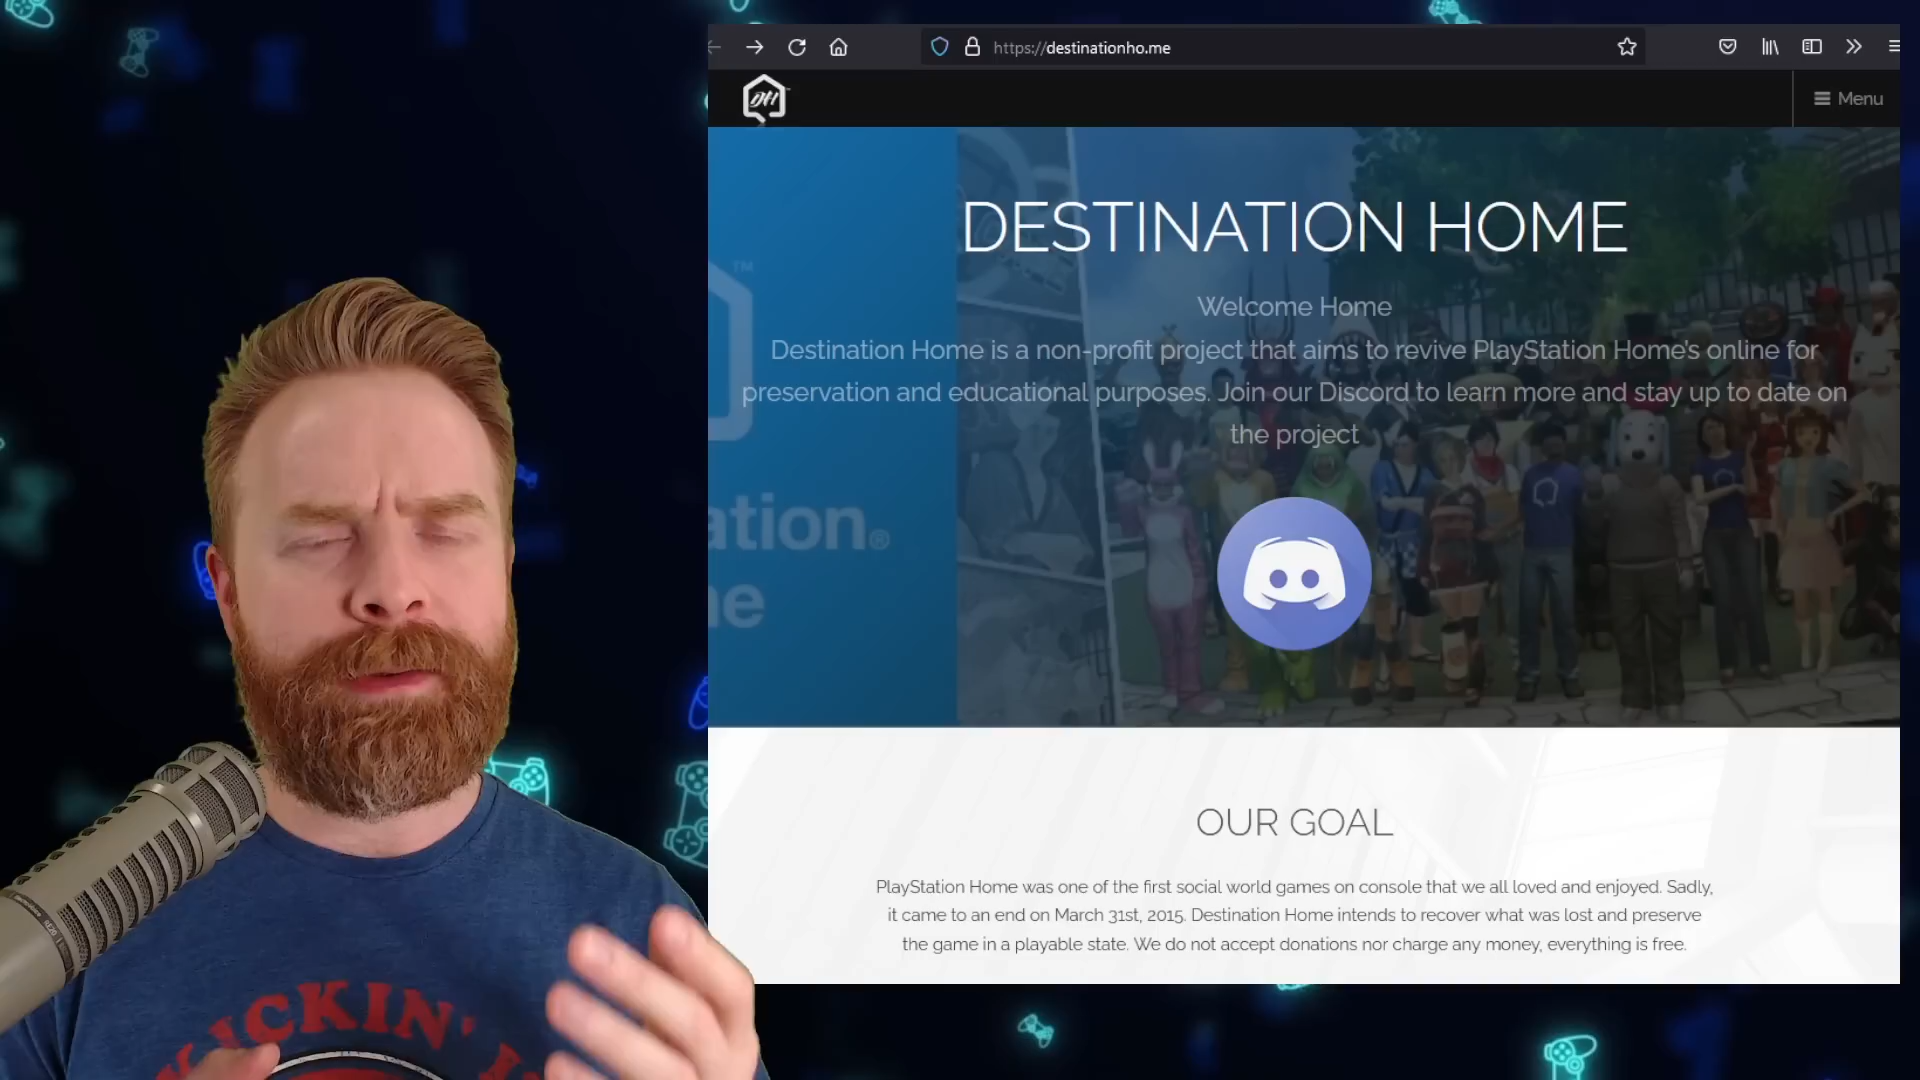 https://destinationho.me
DH
Menu
DESTINATION HOME
Welcome Home
Destination Home is a non-profit project that aims to revive PlayStation Home's online for
preservation and educational purposes. Join our Discord to learn more and stay up to date on
the project
TM
ation®
me
OUR GOAL
PlayStation Home was one of the first social world games on console that we all loved and enjoyed. Sadly,
it came to an end on March 31st, 2015. Destination Home intends to recover what was lost and preserve
the game in a playable state. We do not accept donations nor charge any money, everything is free.
RE20
KICKIN'